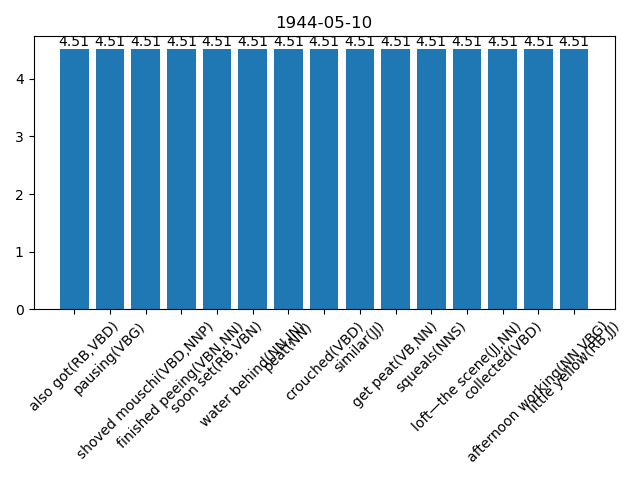 1944-05-10
4.51 4.51 4.51 4.51 4.51 4.51 4.51 4.51 4.51 4.51 4.51 4.51 4.51 4.51 4.51
4
3
2
1
0
also got(RB,VBD)
pausing(VBG)
shoved mouschi(VBD,NNP)
finished peeing(VBN,NN)
soon set(RB,VBN)
water behind(NN,IN)
peat(NN)
crouched(VBD)
similar(JJ)
get peat(VB,NN)
squeals(NNS)
loft—the scene(JJ,NN)
collected(VBD)
afternoon working(NN,VBG)
little yellow(RB,JJ)